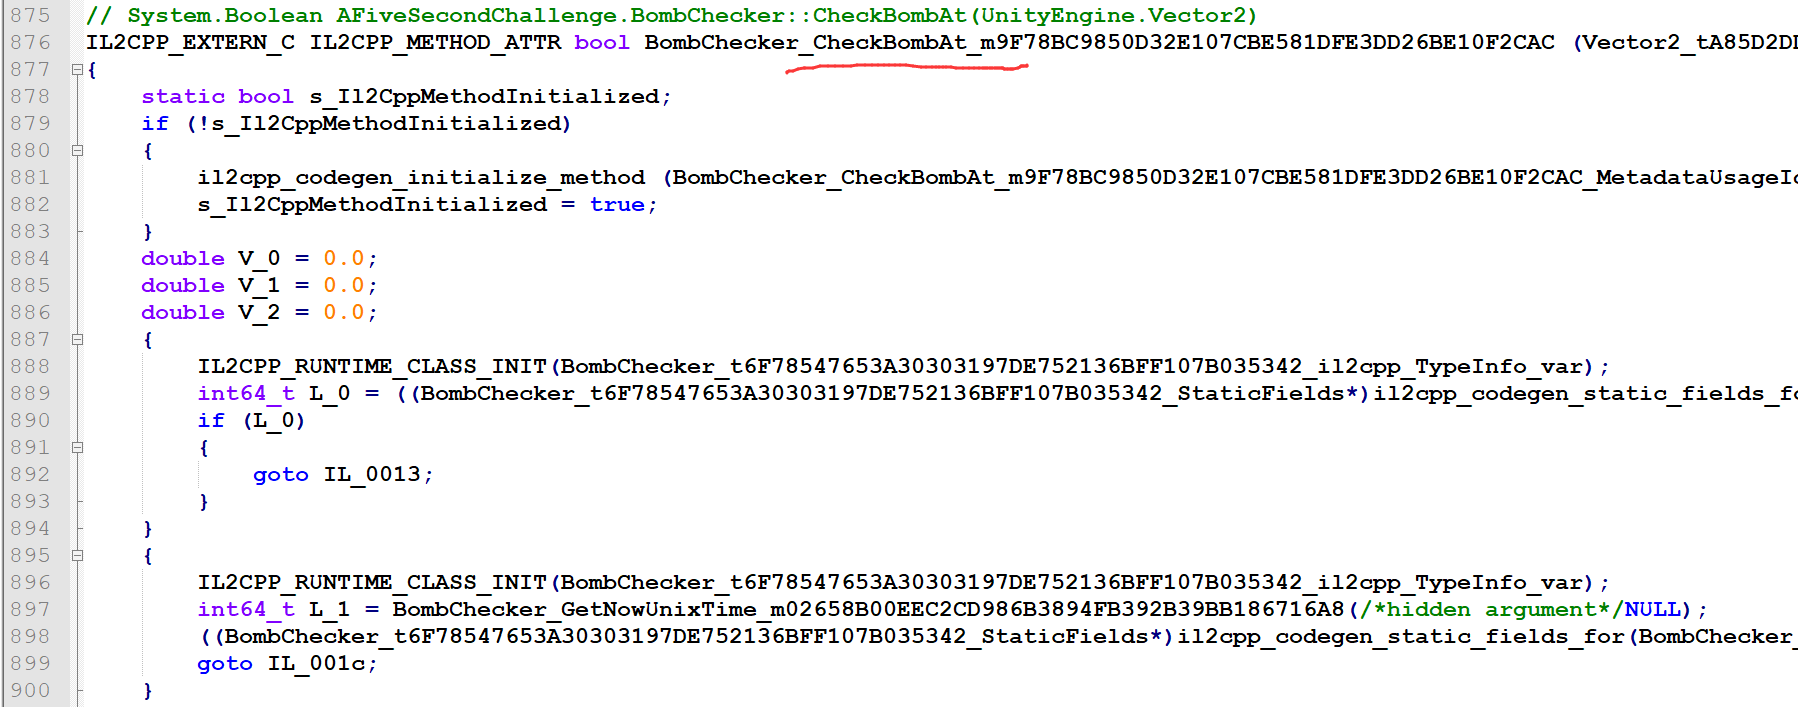 875 // System.Boolean AFiveSecondChallenge.BombChecker::CheckBombAt(UnityEngine.Vector2)
876 IL2CPP_EXTERN_C IL2CPP_METHOD_ATTR bool BombChecker_CheckBombAt_m9F78BC9850D32E107CBE581DFE3DD26BE10F2CAC (Vector2_tA85D2DD
877 {
878 static bool s_Il2CppMethodInitialized;
879 if (!s_Il2CppMethodInitialized)
880 {
881 il2cpp_codegen_initialize_method (BombChecker_CheckBombAt_m9F78BC9850D32E107CBE581DFE3DD26BE10F2CAC_MetadataUsageId
882 s_Il2CppMethodInitialized = true;
883 }
884 double V_0 = 0.0;
885 double V_1 = 0.0;
886 double V_2 = 0.0;
887 {
888 IL2CPP_RUNTIME_CLASS_INIT(BombChecker_t6F78547653A30303197DE752136BFF107B035342_il2cpp_TypeInfo_var);
889 int64_t L_0 = ((BombChecker_t6F78547653A30303197DE752136BFF107B035342_StaticFields*)il2cpp_codegen_static_fields_fo
890 if (L_0)
891 {
892 goto IL_0013;
893 }
894 }
895 {
896 IL2CPP_RUNTIME_CLASS_INIT(BombChecker_t6F78547653A30303197DE752136BFF107B035342_il2cpp_TypeInfo_var);
897 int64_t L_1 = BombChecker_GetNowUnixTime_m02658B00EEC2CD986B3894FB392B39BB186716A8(/*hidden argument*/NULL);
898 ((BombChecker_t6F78547653A30303197DE752136BFF107B035342_StaticFields*)il2cpp_codegen_static_fields_for(BombChecker_
899 goto IL_001c;
900 }